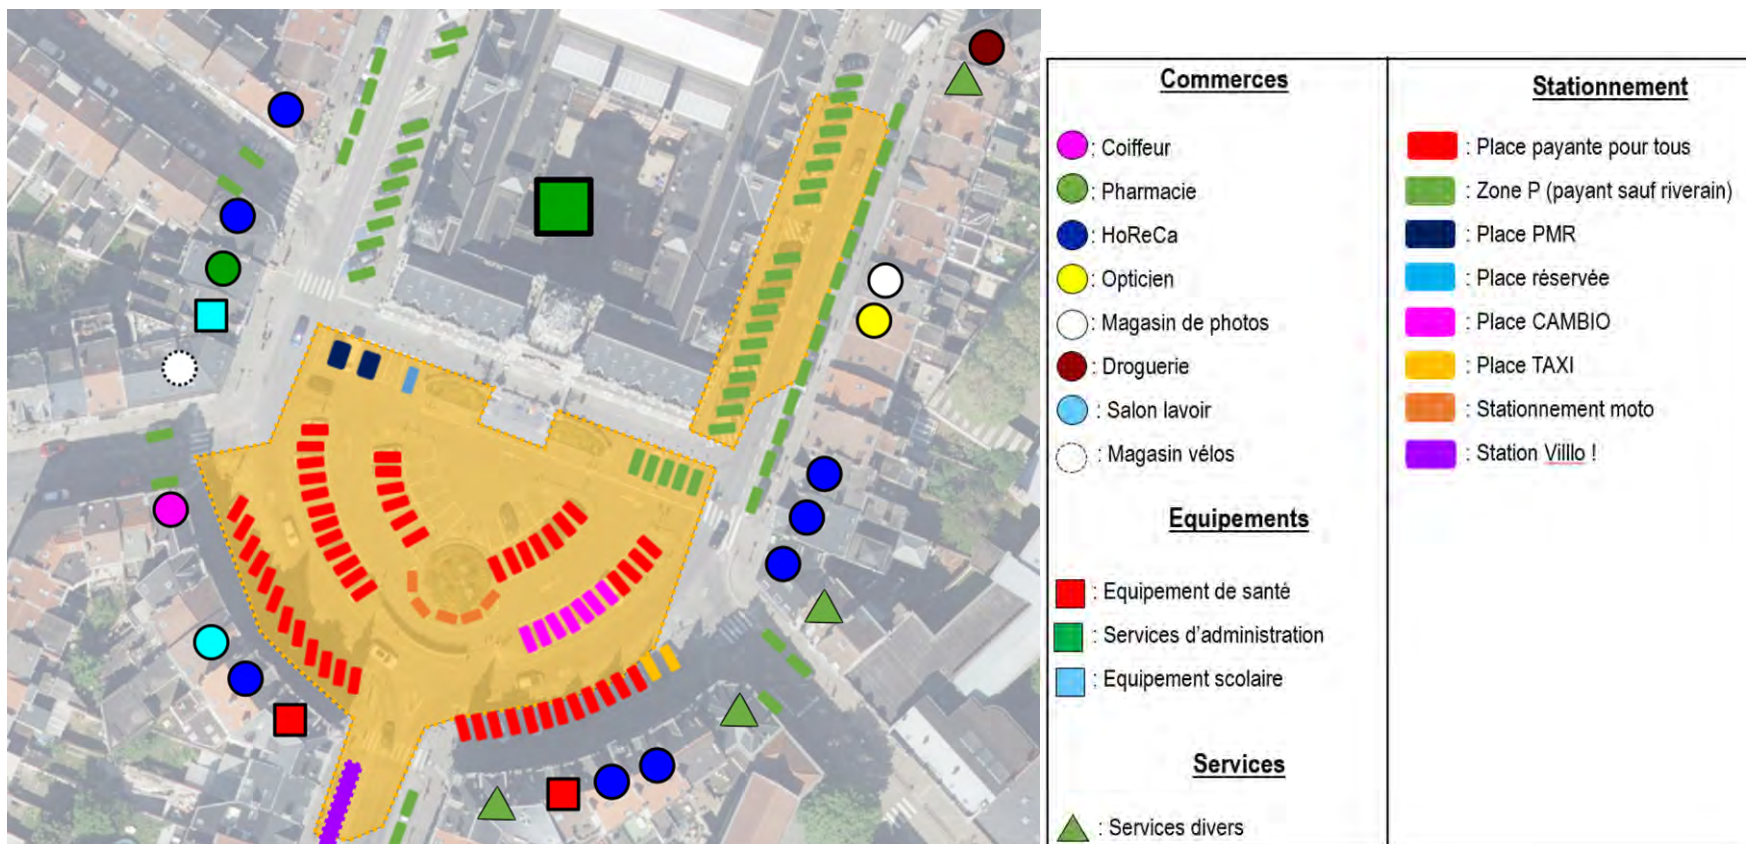 Commerces
: Coiffeur
: Pharmacie
: HoReCa
: Opticien
: Magasin de photos
: Droguerie
: Salon lavoir
: Magasin vélos
Equipements
: Equipement de santé
: Services d'administration
: Equipement scolaire
Services
: Services divers
Stationnement
: Place payante pour tous
: Zone P (payant sauf riverain)
: Place PMR
: Place réservée
: Place CAMBIO
: Place TAXI
: Stationnement moto
: Station Villlo !